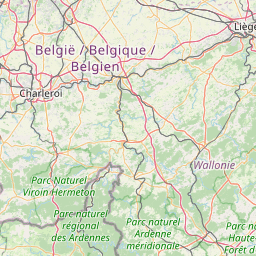 Liège
België / Belgique /
Belgien
Charleroi
Wallonie
Parc Naturel
Viroin Hermeton
Parc naturel
régional
des Ardennes
Parc naturel
Ardenne
méridionale
Parc n
Haute-
Forêt d'